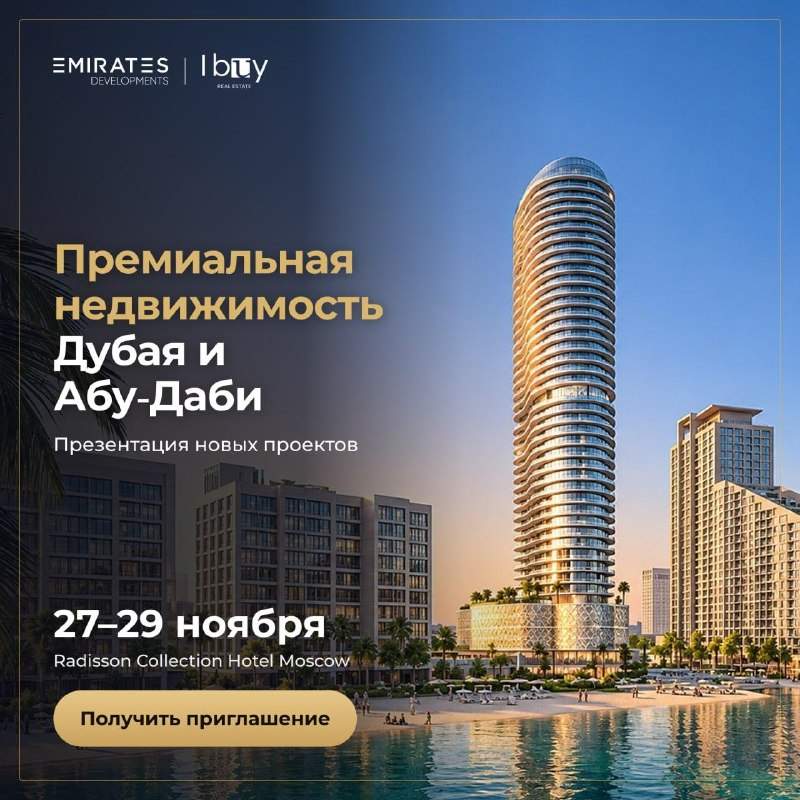 EMIRATES
DEVELOPMENTS
I buy
REAL ESTATE
Премиальная
недвижимость
Дубая и
Абу-Даби
Презентация новых проектов
27–29 ноября
Radisson Collection Hotel Moscow
Получить приглашение